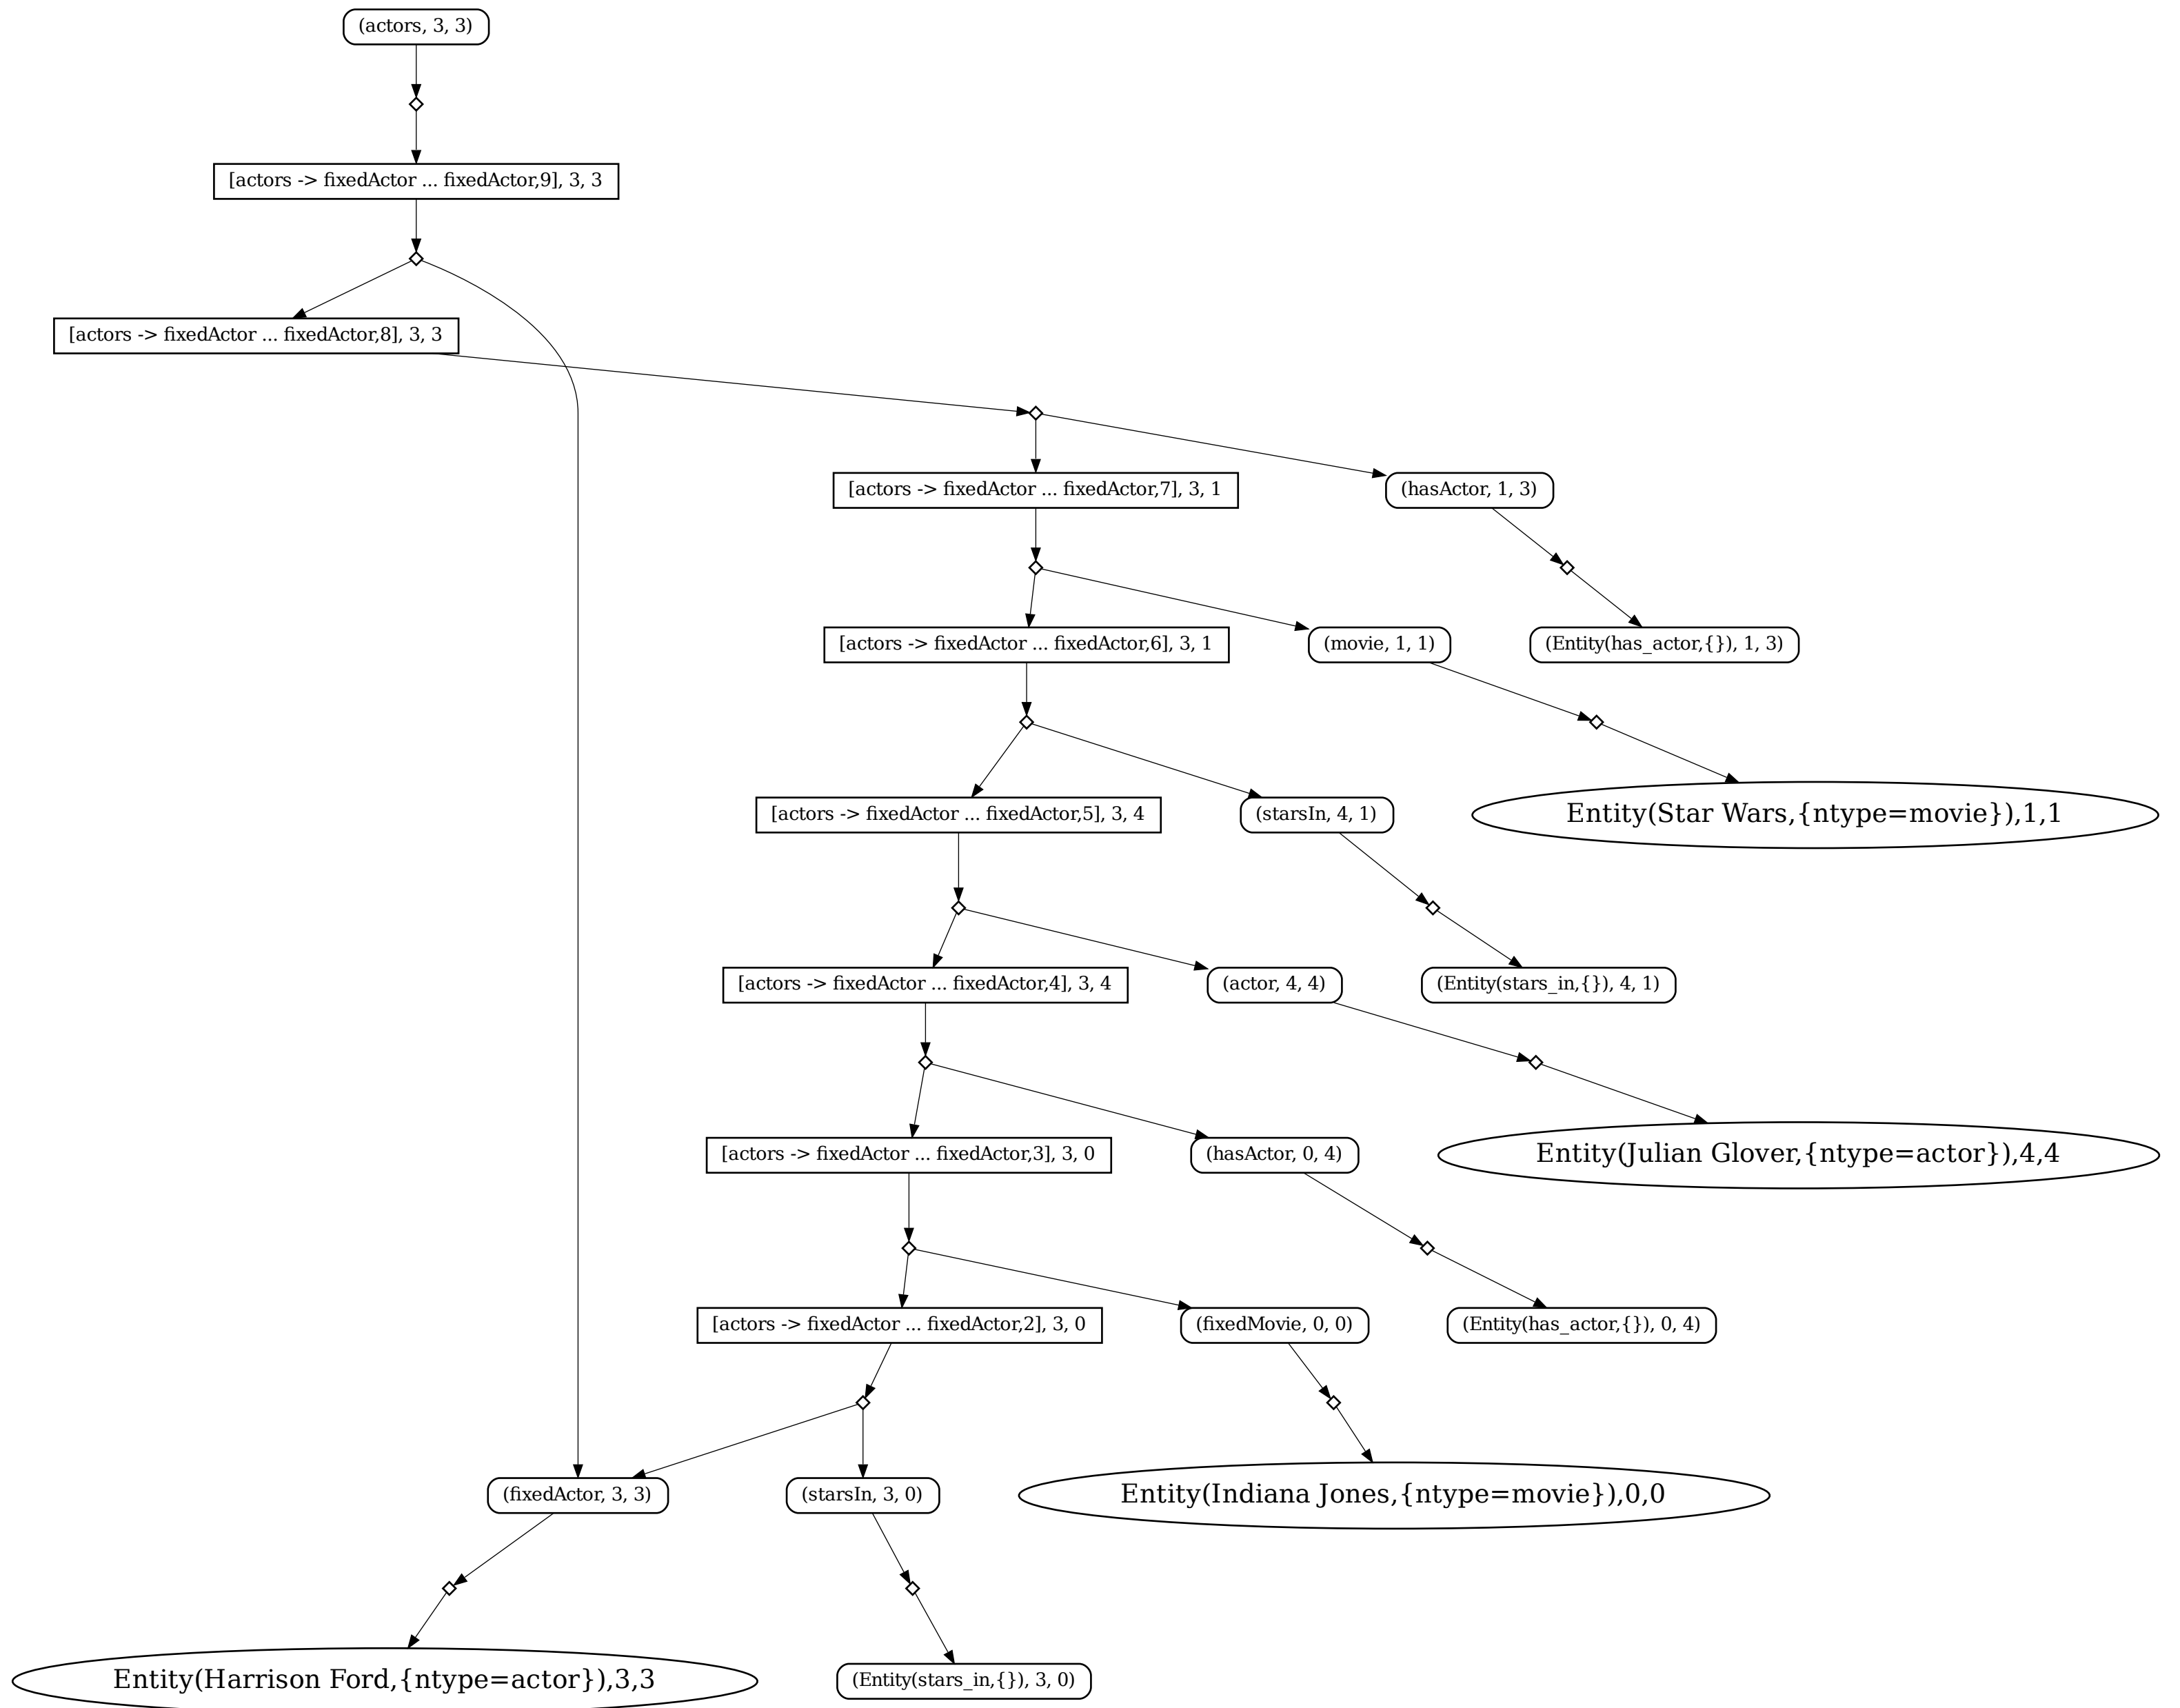 (actors, 3, 3)
[actors -> fixedActor ... fixedActor,9], 3, 3
[actors -> fixedActor ... fixedActor,8], 3, 3
[actors -> fixedActor ... fixedActor,7], 3, 1
(hasActor, 1, 3)
[actors -> fixedActor ... fixedActor,6], 3, 1
(movie, 1, 1)
(Entity(has_actor,{}), 1, 3)
[actors -> fixedActor ... fixedActor,5], 3, 4
(starsIn, 4, 1)
Entity(Star Wars,{ntype=movie}),1,1
[actors -> fixedActor ... fixedActor,4], 3, 4
(actor, 4, 4)
(Entity(stars_in,{}), 4, 1)
[actors -> fixedActor ... fixedActor,3], 3, 0
(hasActor, 0, 4)
Entity(Julian Glover,{ntype=actor}),4,4
[actors -> fixedActor ... fixedActor,2], 3, 0
(fixedMovie, 0, 0)
(Entity(has_actor,{}), 0, 4)
(fixedActor, 3, 3)
(starsIn, 3, 0)
Entity(Indiana Jones,{ntype=movie}),0,0
Entity(Harrison Ford,{ntype=actor}),3,3
(Entity(stars_in,{}), 3, 0)